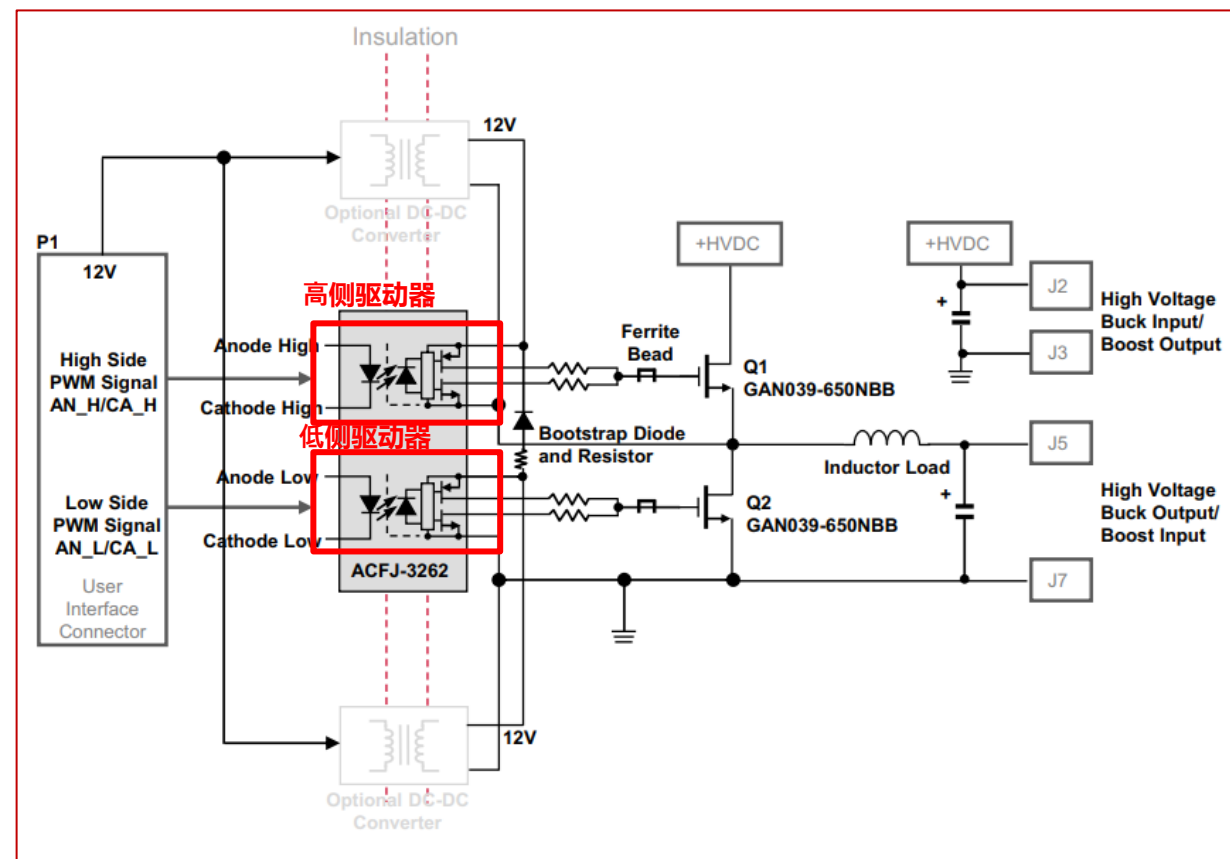 Insulation
12V
Optional DC-DC
Converter
P1
12V
+HVDC
+HVDC
J2
High Voltage
Buck Input/
Boost Output
J3
高侧驱动器
Anode High
Cathode High
High Side
PWM Signal
AN_H/CA_H
Ferrite
Bead
Q1
GAN039-650NBB
低侧驱动器
Bootstrap Diode
and Resistor
Inductor Load
J5
Anode Low
Cathode Low
Low Side
PWM Signal
AN_L/CA_L
Q2
GAN039-650NBB
High Voltage
Buck Output/
Boost Input
ACFJ-3262
J7
User
Interface
Connector
12V
Optional DC-DC
Converter